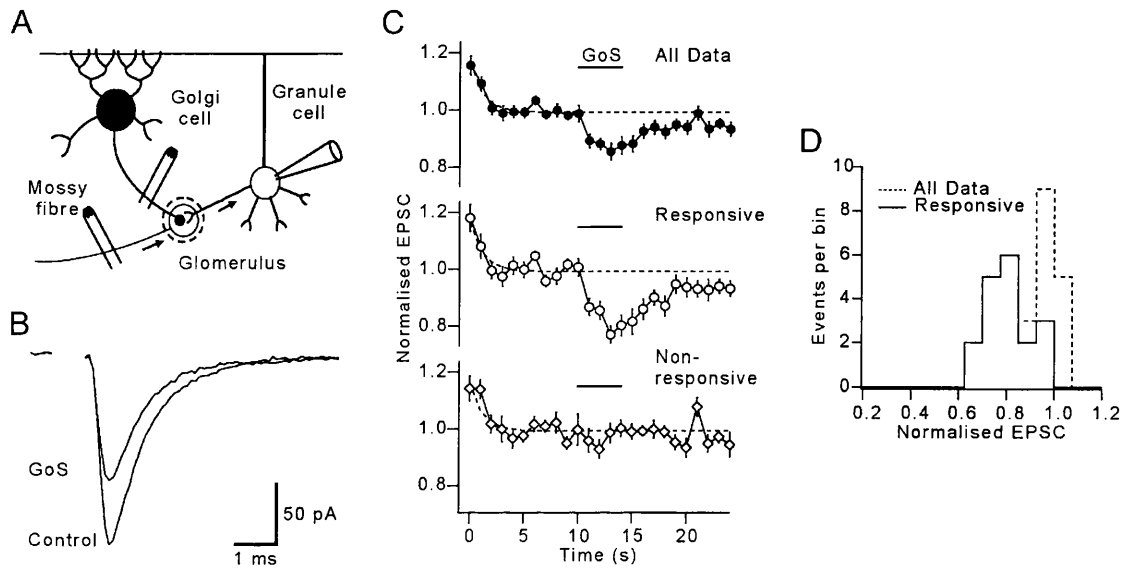 A
Golgi
cell
Granule
cell
Mossy
fibre
Glomerulus
B
GoS
Control
50 pA
1 ms
C
Normalised EPSC
1.2
1.0
0.8
GoS
All Data
1.2
1.0
0.8
Responsive
1.2
1.0
0.8
Non-
responsive
0
5
10
15
20
Time (s)
D
Events per bin
10
8
6
4
2
0
All Data
Responsive
0.2
0.4
0.6
0.8
1.0
1.2
Normalised EPSC